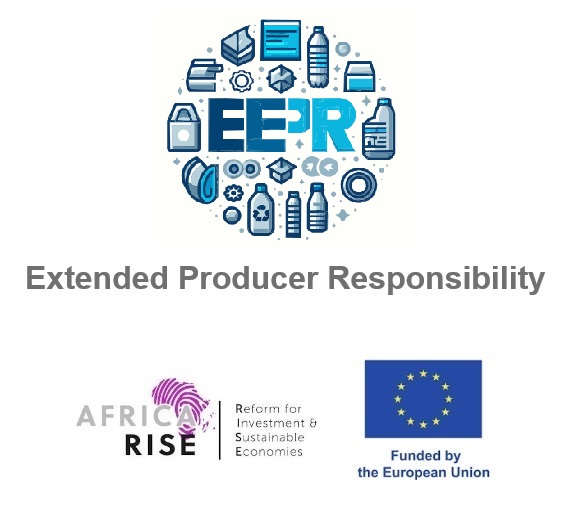 EEPR
Extended Producer Responsibility
AFRICA
RISE
Reform for
Investment &
Sustainable
Economies
Funded by
the European Union